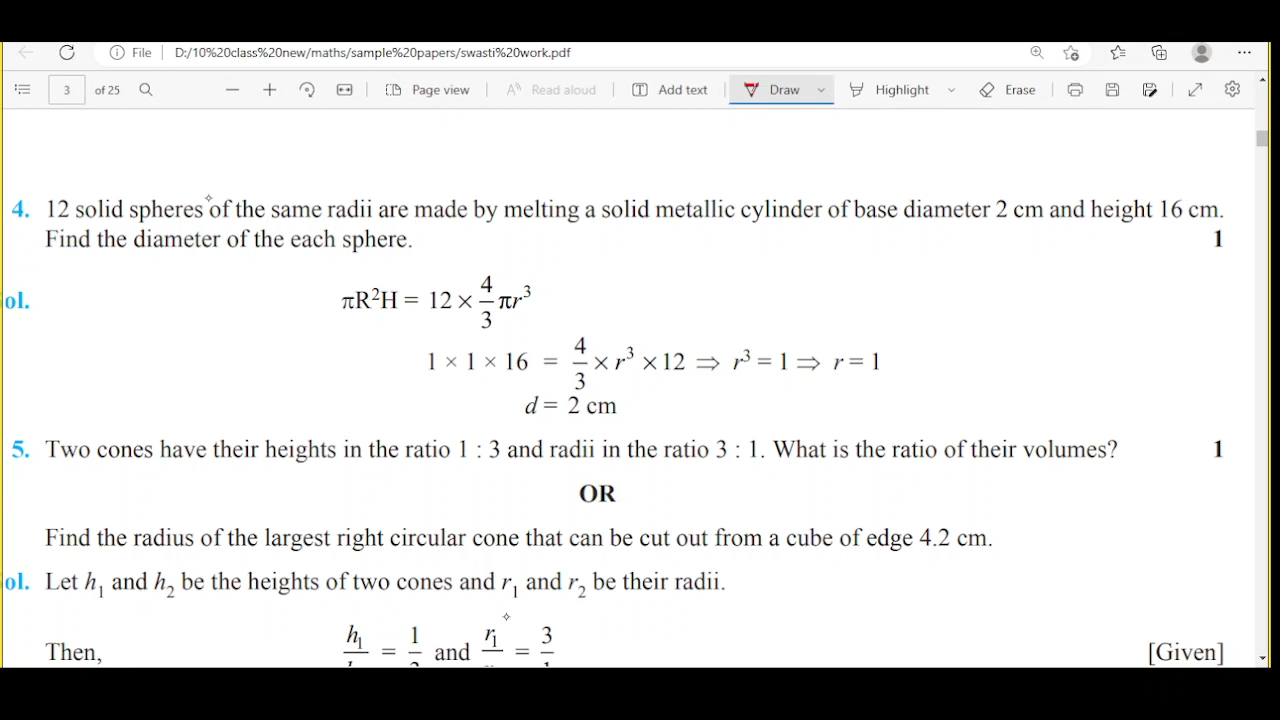 File D:/10%20class%20new/maths/sample%20papers/swasti%20work.pdf
3 of 25 Page view Read aloud Add text Draw Highlight Erase
4. 12 solid spheres of the same radii are made by melting a solid metallic cylinder of base diameter 2 cm and height 16 cm.
Find the diameter of the each sphere. 1
ol. πR²H = 12 × 4/3 πr³
1 × 1 × 16 = 4/3 × r³ × 12 ⇒ r³ = 1 ⇒ r = 1
d = 2 cm
5. Two cones have their heights in the ratio 1 : 3 and radii in the ratio 3 : 1. What is the ratio of their volumes? 1
OR
Find the radius of the largest right circular cone that can be cut out from a cube of edge 4.2 cm.
ol. Let h₁ and h₂ be the heights of two cones and r₁ and r₂ be their radii.
Then, h₁ = 1 and r₁ = 3 [Given]